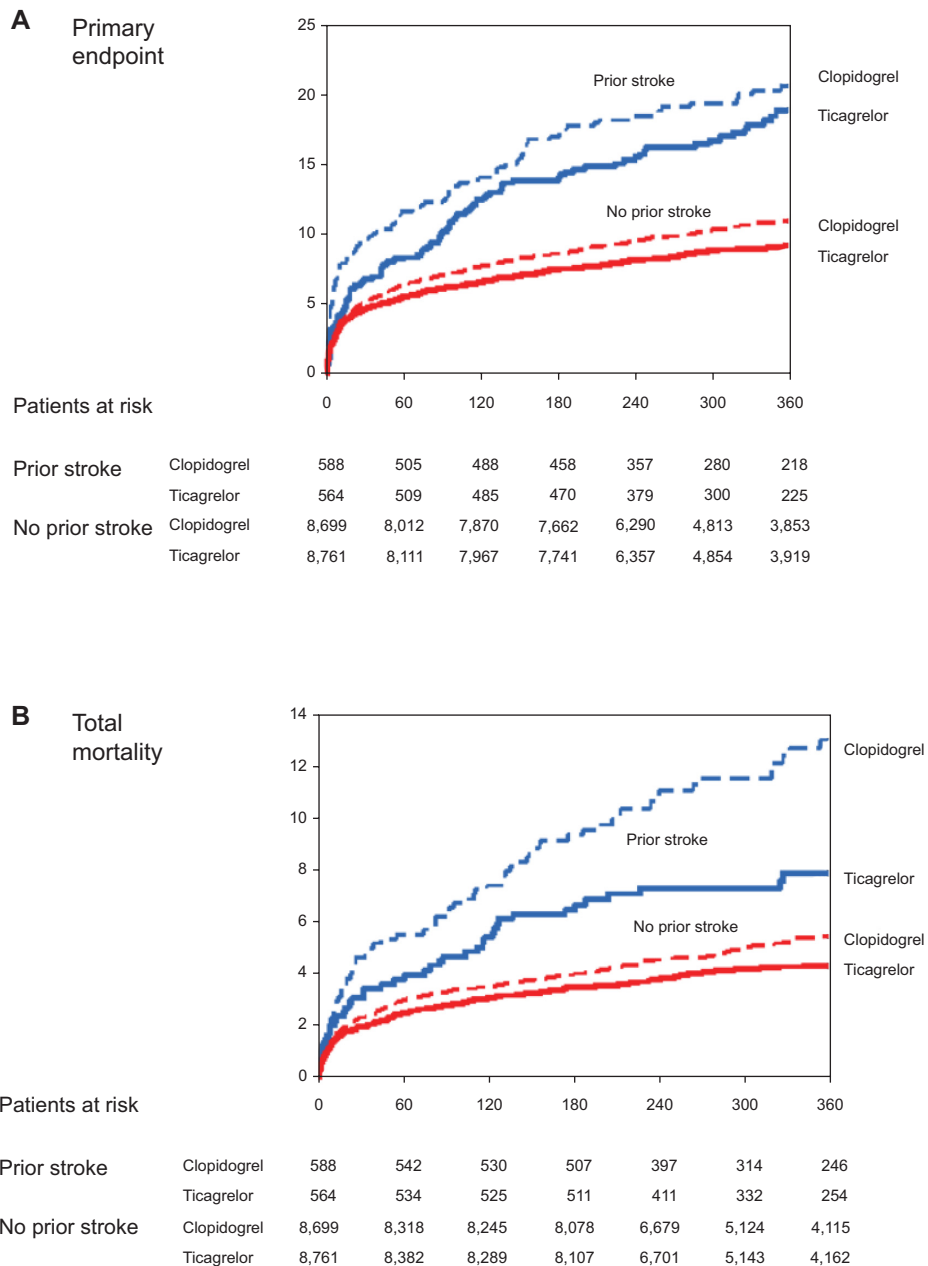 A Primary
endpoint
25
20
15
10
5
0
Prior stroke
Clopidogrel
Ticagrelor
No prior stroke
Clopidogrel
Ticagrelor
Patients at risk 0 60 120 180 240 300 360
Prior stroke Clopidogrel 588 505 488 458 357 280 218
Ticagrelor 564 509 485 470 379 300 225
No prior stroke Clopidogrel 8,699 8,012 7,870 7,662 6,290 4,813 3,853
Ticagrelor 8,761 8,111 7,967 7,741 6,357 4,854 3,919
B Total
mortality
14
12
10
8
6
4
2
0
Clopidogrel
Prior stroke
Ticagrelor
No prior stroke
Clopidogrel
Ticagrelor
Patients at risk 0 60 120 180 240 300 360
Prior stroke Clopidogrel 588 542 530 507 397 314 246
Ticagrelor 564 534 525 511 411 332 254
No prior stroke Clopidogrel 8,699 8,318 8,245 8,078 6,679 5,124 4,115
Ticagrelor 8,761 8,382 8,289 8,107 6,701 5,143 4,162